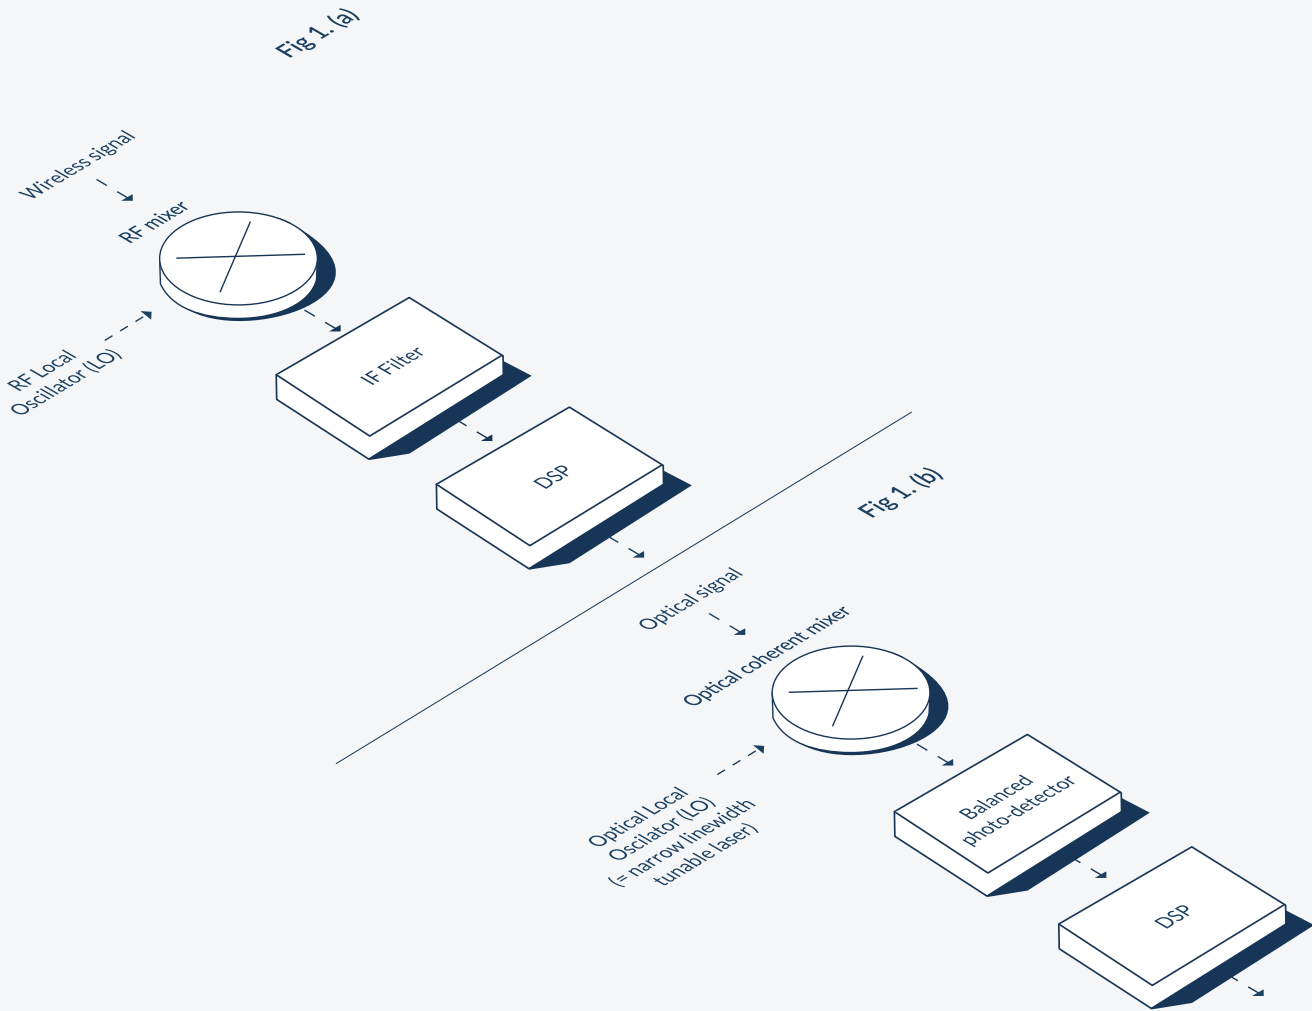 Fig 1. (a)
Wireless signal
RF mixer
RF Local
Oscillator (LO)
IF Filter
DSP
Fig 1. (b)
Optical signal
Optical coherent mixer
Optical Local
Oscilator (LO)
(= narrow linewidth
tunable laser)
Balanced
photo-detector
DSP